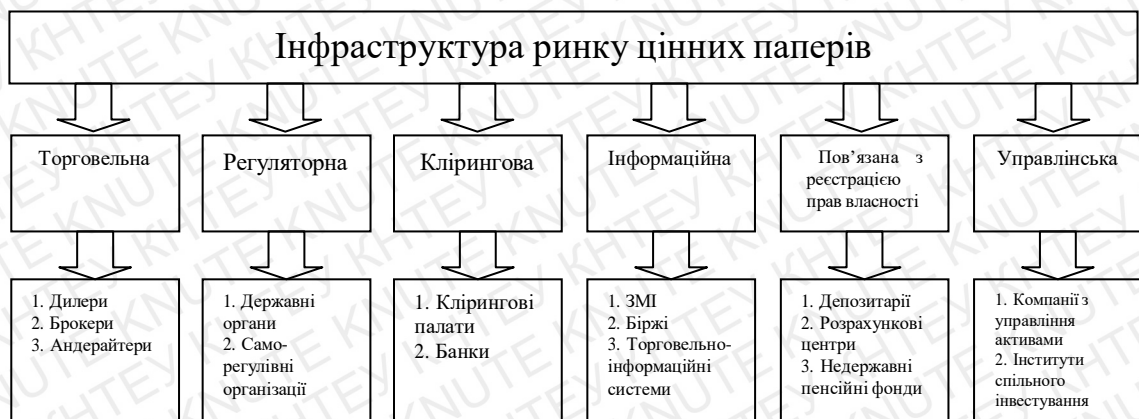 Інфраструктура ринку цінних паперів
Торговельна
Регуляторна
Клірингова
Інформаційна
Пов’язана з
реєстрацією
прав власності
Управлінська
1. Дилери
2. Брокери
3. Андерайтери
1. Державні
органи
2. Само-
регулівні
організації
1. Клірингові
палати
2. Банки
1. ЗМІ
2. Біржі
3. Торговельно-
інформаційні
системи
1. Депозитарії
2. Розрахункові
центри
3. Недержавні
пенсійні фонди
1. Компанії з
управління
активами
2. Інститути
спільного
інвестування